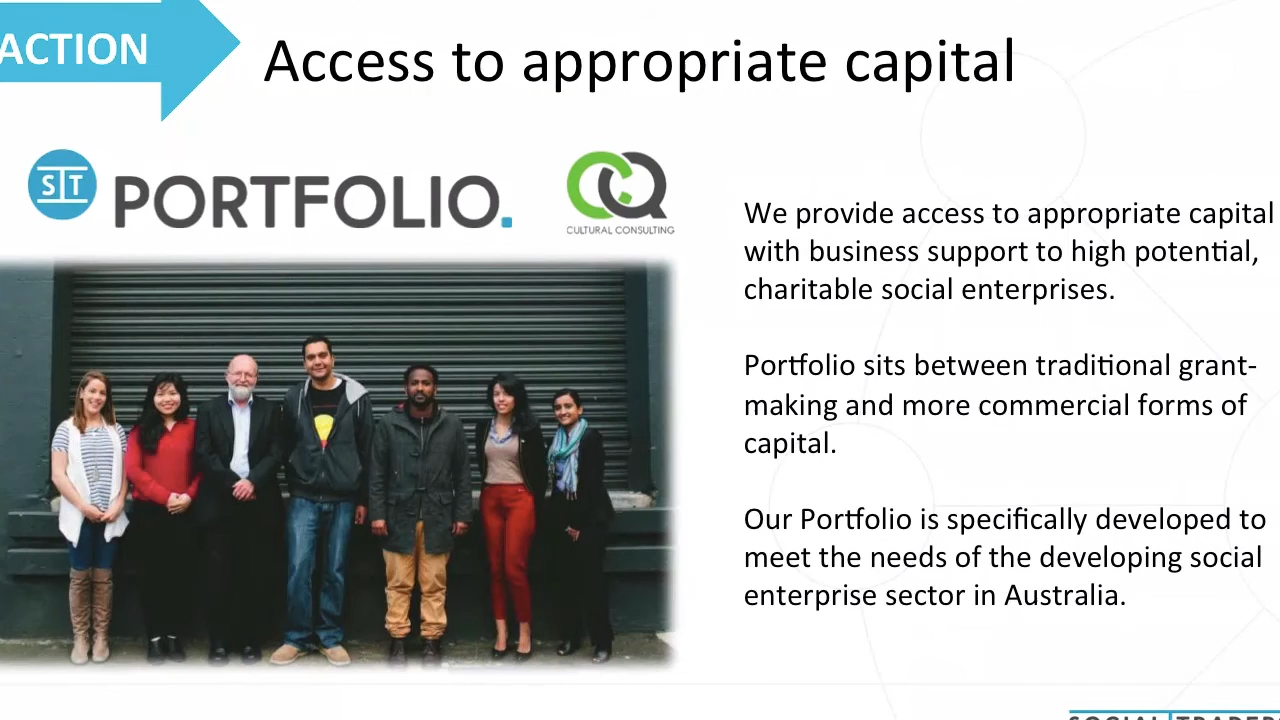 ACTION
Access to appropriate capital
ST
PORTFOLIO.
CQ
CULTURAL CONSULTING
We provide access to appropriate capital
with business support to high potential,
charitable social enterprises.
Portfolio sits between traditional grant-
making and more commercial forms of
capital.
Our Portfolio is specifically developed to
meet the needs of the developing social
enterprise sector in Australia.